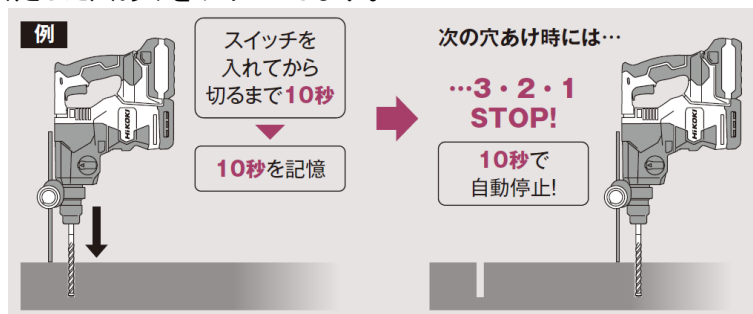 例
スイッチを
入れてから
切るまで10秒
10秒を記憶
HiKOKI
次の穴あけ時には…
…3・2・1
STOP!
10秒で
自動停止!
HiKOKI